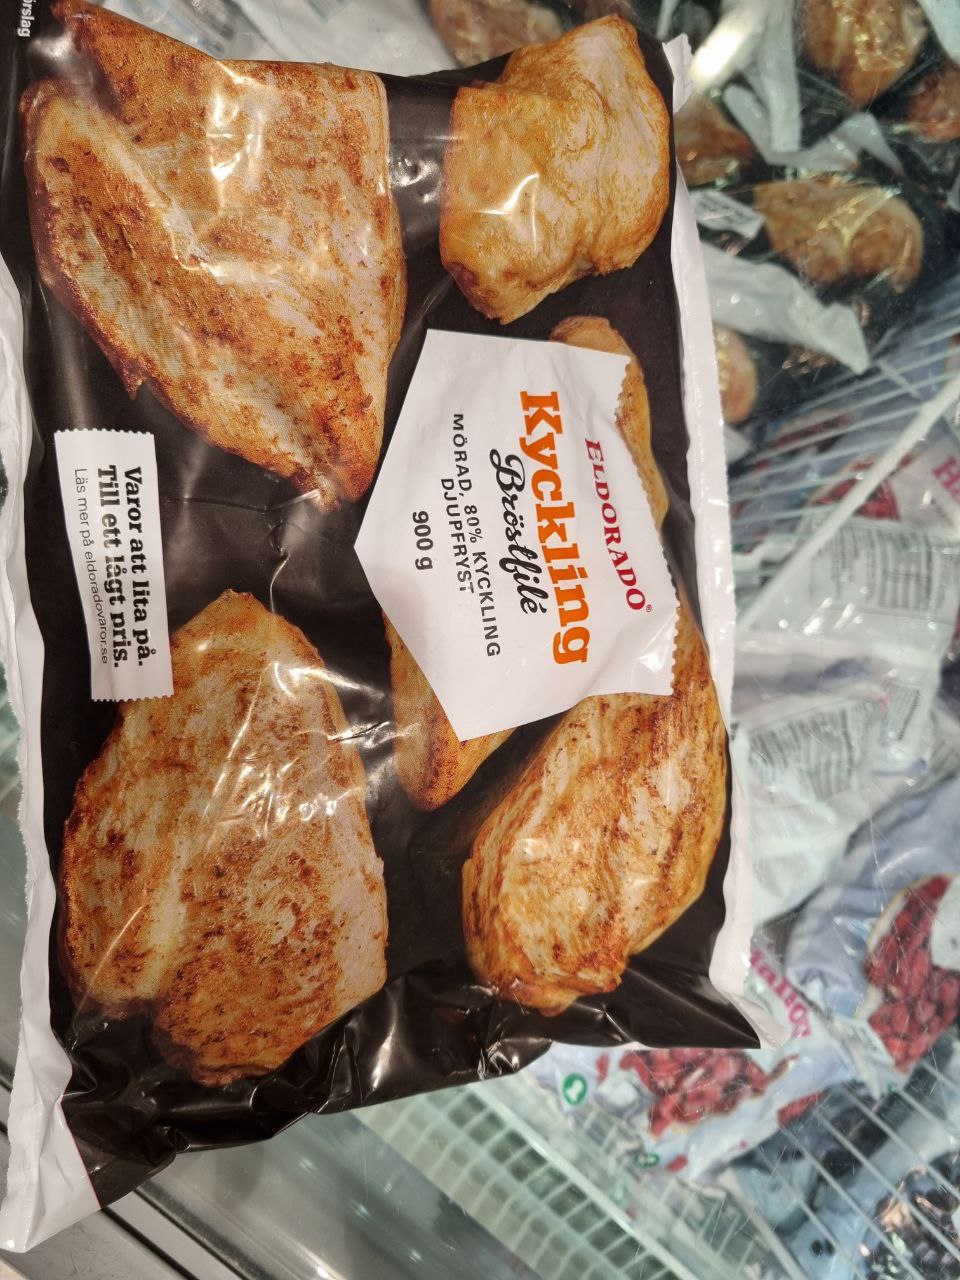 ELDORADO®
Kyckling
Bröstfilé
MÖRAD, 80% KYCKLING
DJUPFRYST
900 g
Varor att lita på.
Till ett lågt pris.
Läs mer på eldoradovaror.se